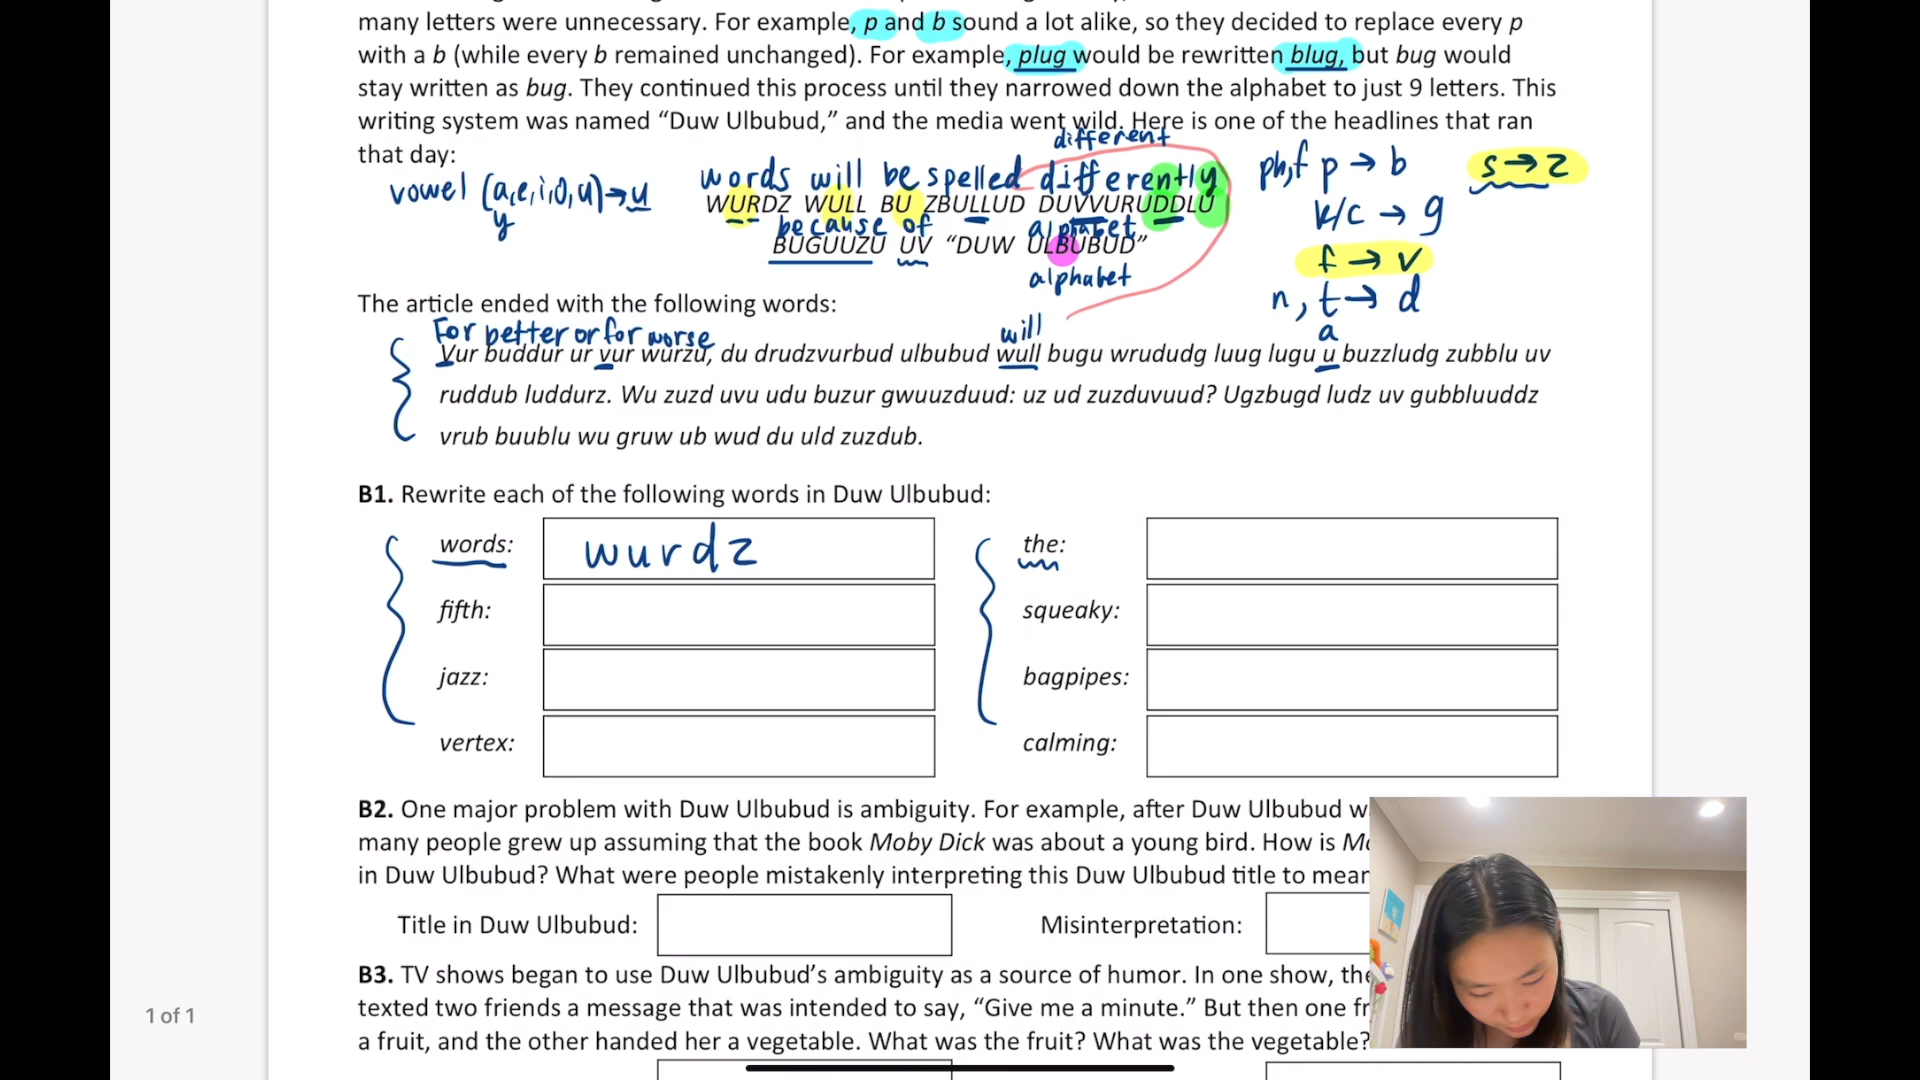 many letters were unnecessary. For example, p and b sound a lot alike, so they decided to replace every p
with a b (while every b remained unchanged). For example, plug would be rewritten blug, but bug would
stay written as bug. They continued this process until they narrowed down the alphabet to just 9 letters. This
writing system was named “Duw Ulbubud,” and the media went wild. Here is one of the headlines that ran
that day:
different
vowel (a,e,i,o,u)→u
y
words will be spelled differently
ph,f p → b
s → z
WURDZ WULL BU ZBULLUD DUVVURUDDLU
k/c → g
because of alphabet
BUGUUZU UV “DUW ULBUBUD”
f → v
alphabet
n, t → d
The article ended with the following words:
For better or for worse will a
Vur buddur ur vur wurzu, du drudzvurbud ulbubud wull bugu wrududg luug lugu u buzzludg zubblu uv
ruddub luddurz. Wu zuzd uvu udu buzur gwuuzduud: uz ud zuzduvuud? Ugzbugd ludz uv gubbluuddz
vrub buublu wu gruw ub wud du uld zuzdub.
B1. Rewrite each of the following words in Duw Ulbubud:
words: wurdz the:
fifth: squeaky:
jazz: bagpipes:
vertex: calming:
B2. One major problem with Duw Ulbubud is ambiguity. For example, after Duw Ulbubud w
many people grew up assuming that the book Moby Dick was about a young bird. How is
in Duw Ulbubud? What were people mistakenly interpreting this Duw Ulbubud title to mear
Title in Duw Ulbubud: Misinterpretation:
B3. TV shows began to use Duw Ulbubud’s ambiguity as a source of humor. In one show, the
texted two friends a message that was intended to say, “Give me a minute.” But then one fr
a fruit, and the other handed her a vegetable. What was the fruit? What was the vegetable?
1 of 1